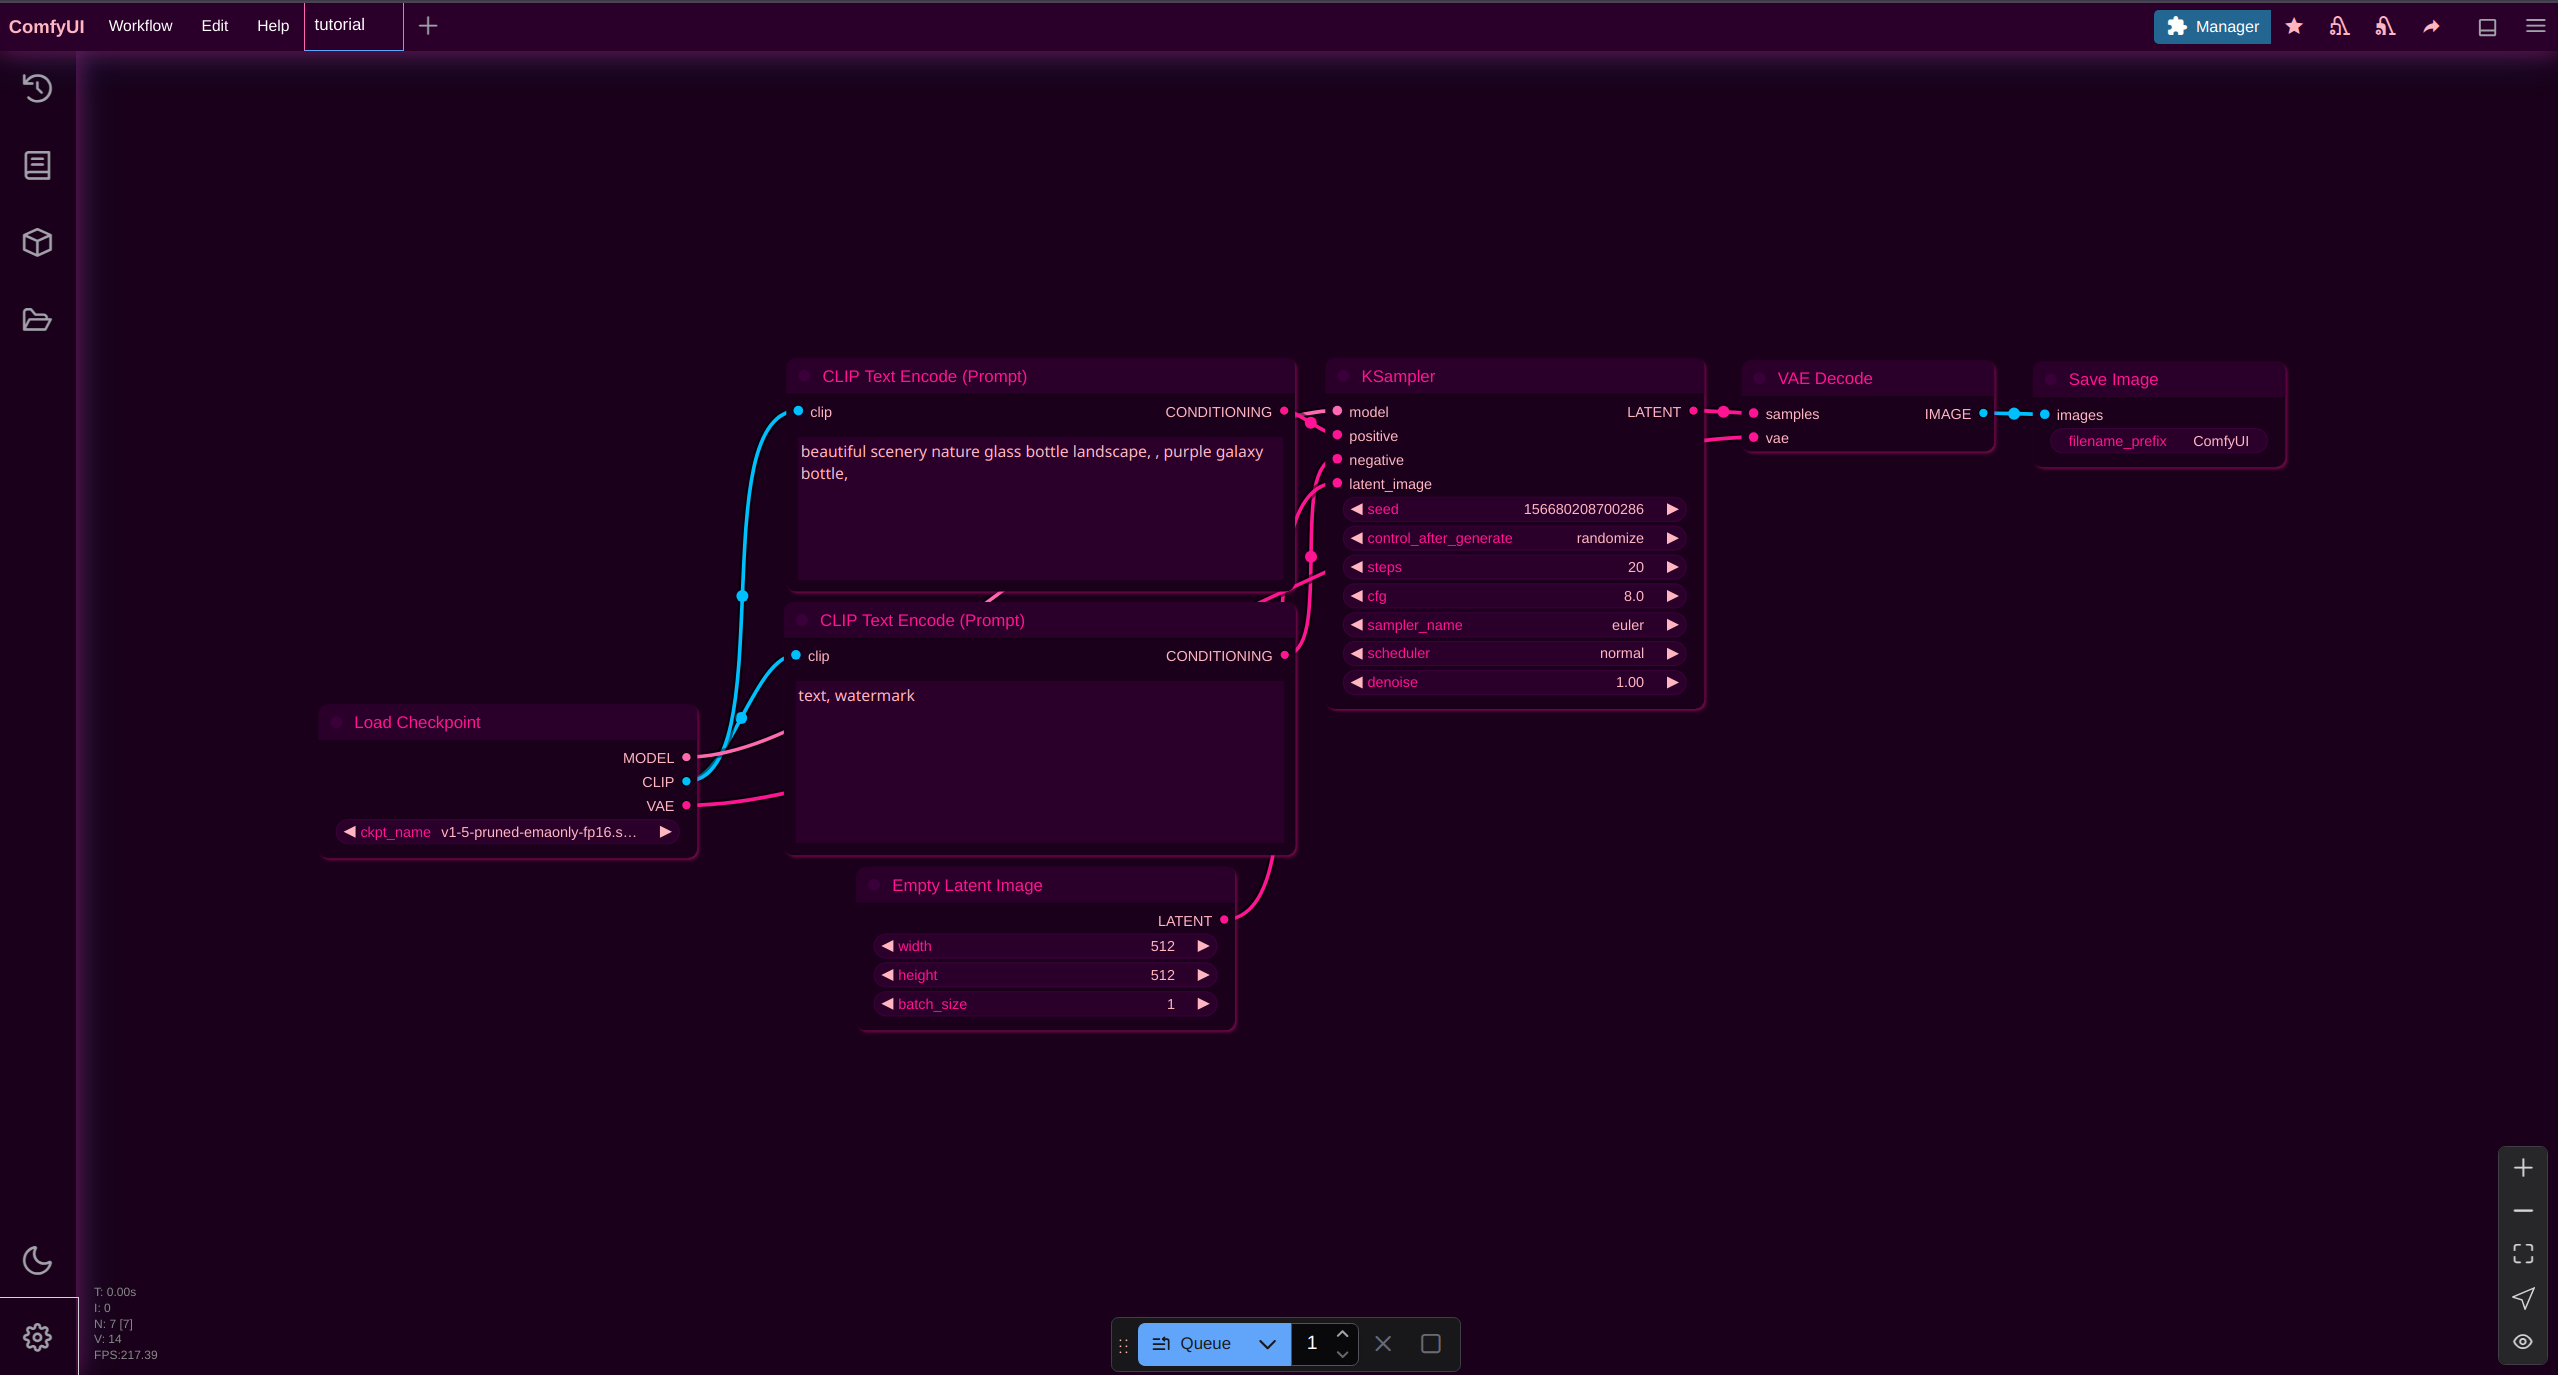 ComfyUI Workflow Edit Help tutorial Manager
CLIP Text Encode (Prompt)
clip CONDITIONING
beautiful scenery nature glass bottle landscape, , purple galaxy
bottle,
CLIP Text Encode (Prompt)
clip CONDITIONING
text, watermark
KSampler
model LATENT
positive
negative
latent_image
seed 156680208700286
control_after_generate randomize
steps 20
cfg 8.0
sampler_name euler
scheduler normal
denoise 1.00
VAE Decode
samples IMAGE
vae
Save Image
images
filename_prefix ComfyUI
Load Checkpoint
MODEL
CLIP
VAE
ckpt_name v1-5-pruned-emaonly-fp16.s…
Empty Latent Image
LATENT
width 512
height 512
batch_size 1
T: 0.00s
I: 0
N: 7 [7]
V: 14
FPS:217.39
Queue 1